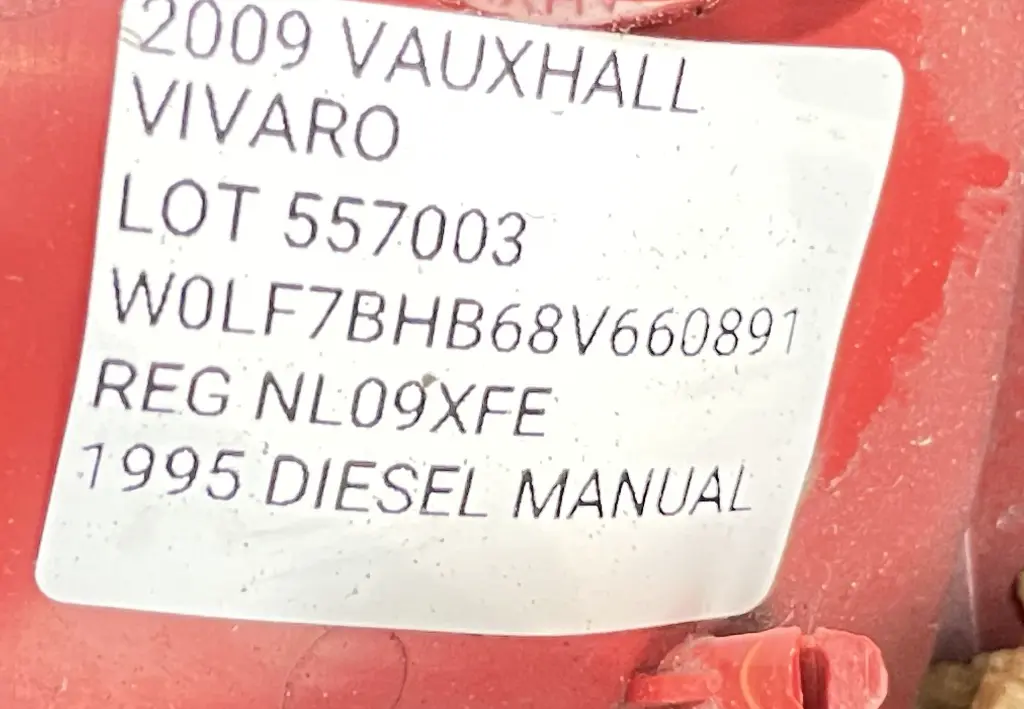 2009 VAUXHALL
VIVARO
LOT 557003
W0LF7BHB68V660891
REG NL09XFE
1995 DIESEL MANUAL